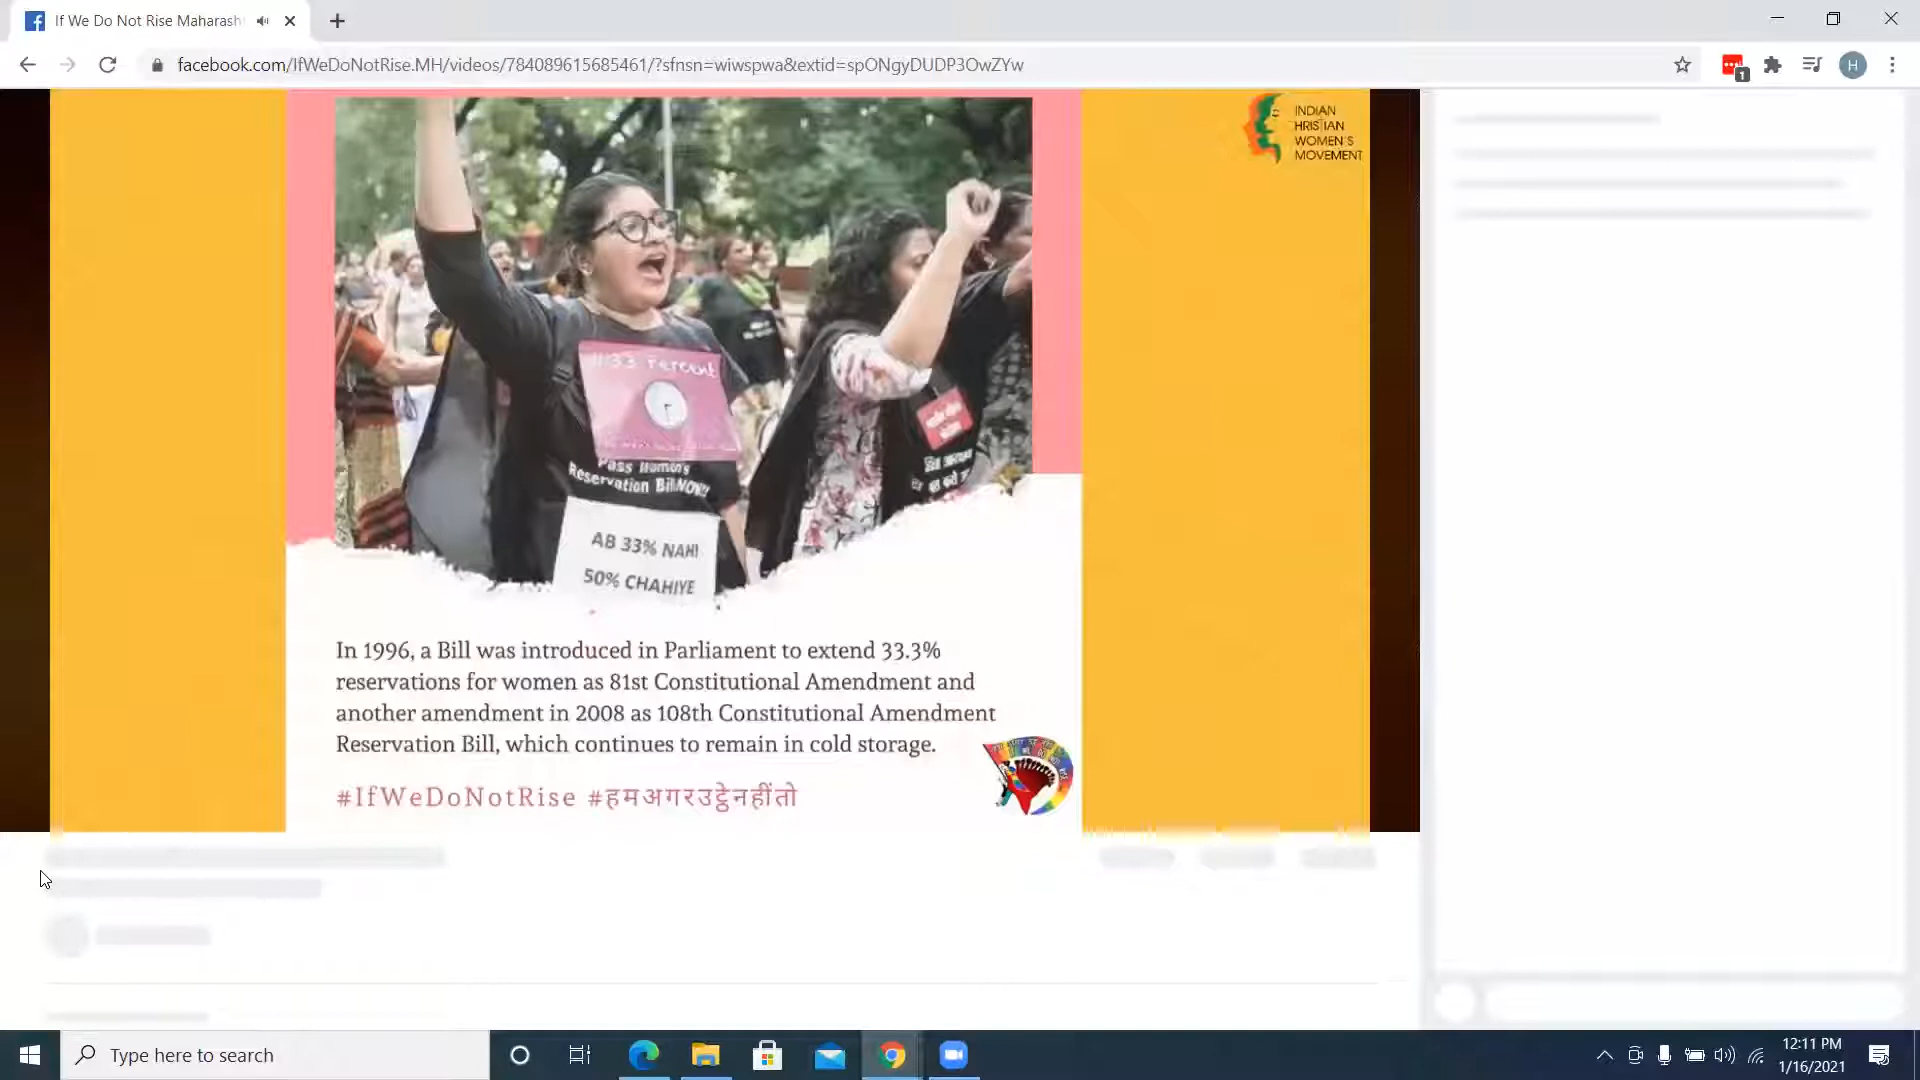 If We Do Not Rise Maharash
facebook.com/IfWeDoNotRise.MH/videos/784089615685461/?sfnsn=wiwspwa&extid=spONgyDUDP3OwZYw
1
H
INDIAN
CHRISTIAN
WOMEN'S
MOVEMENT
#33 Percent
Pass Women's
Reservation Bill NOW!!
AB 33% NAHI
50% CHAHIYE
In 1996, a Bill was introduced in Parliament to extend 33.3%
reservations for women as 81st Constitutional Amendment and
another amendment in 2008 as 108th Constitutional Amendment
Reservation Bill, which continues to remain in cold storage.
#IfWeDoNotRise #हमअगरउट्ठेनहींतो
Type here to search
12:11 PM
1/16/2021